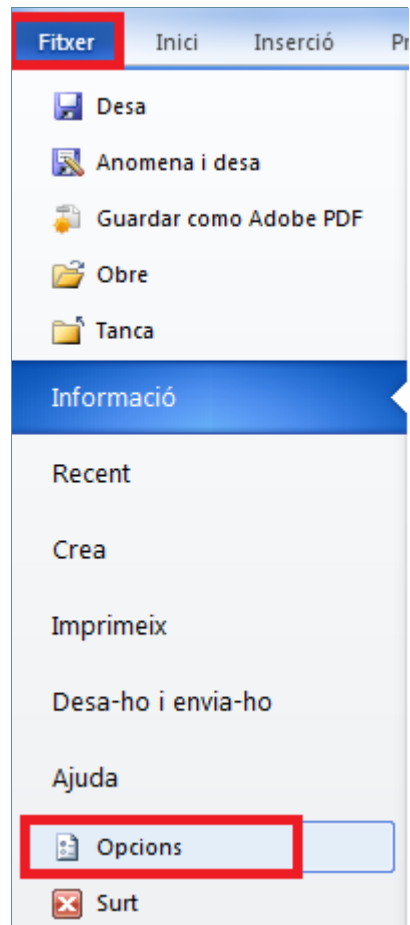 Fitxer Inici Inserció
Desa
Anomena i desa
Guardar como Adobe PDF
Obre
Tanca
Informació
Recent
Crea
Imprimeix
Desa-ho i envia-ho
Ajuda
Opcions
Surt